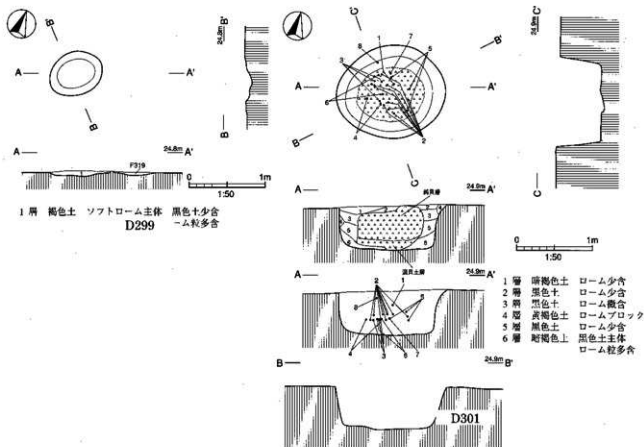 B'
A
A'
B
24.8m
B'
B
A
24.8m
A'
F319
0
1m
1:50
1 層 褐色土 ソフトローム主体 黒色土少含
ーム粒多含
D299
C'
1
7
8
5
3
B'
A
A'
6
4
2
B
C
24.9m
C'
C
A
24.9m
A'
純貝層
混貝土層
0
1m
1:50
A
24.9m
A'
2
1
4
3
6
7
B
24.9m
B'
D301
1 層 暗褐色土 ローム少含
2 層 黒色土 ローム少含
3 層 黒色土 ローム微含
4 層 黄褐色土 ロームブロック
5 層 黒色土 ローム少含
6 層 暗褐色土 黒色土主体
ローム粒多含